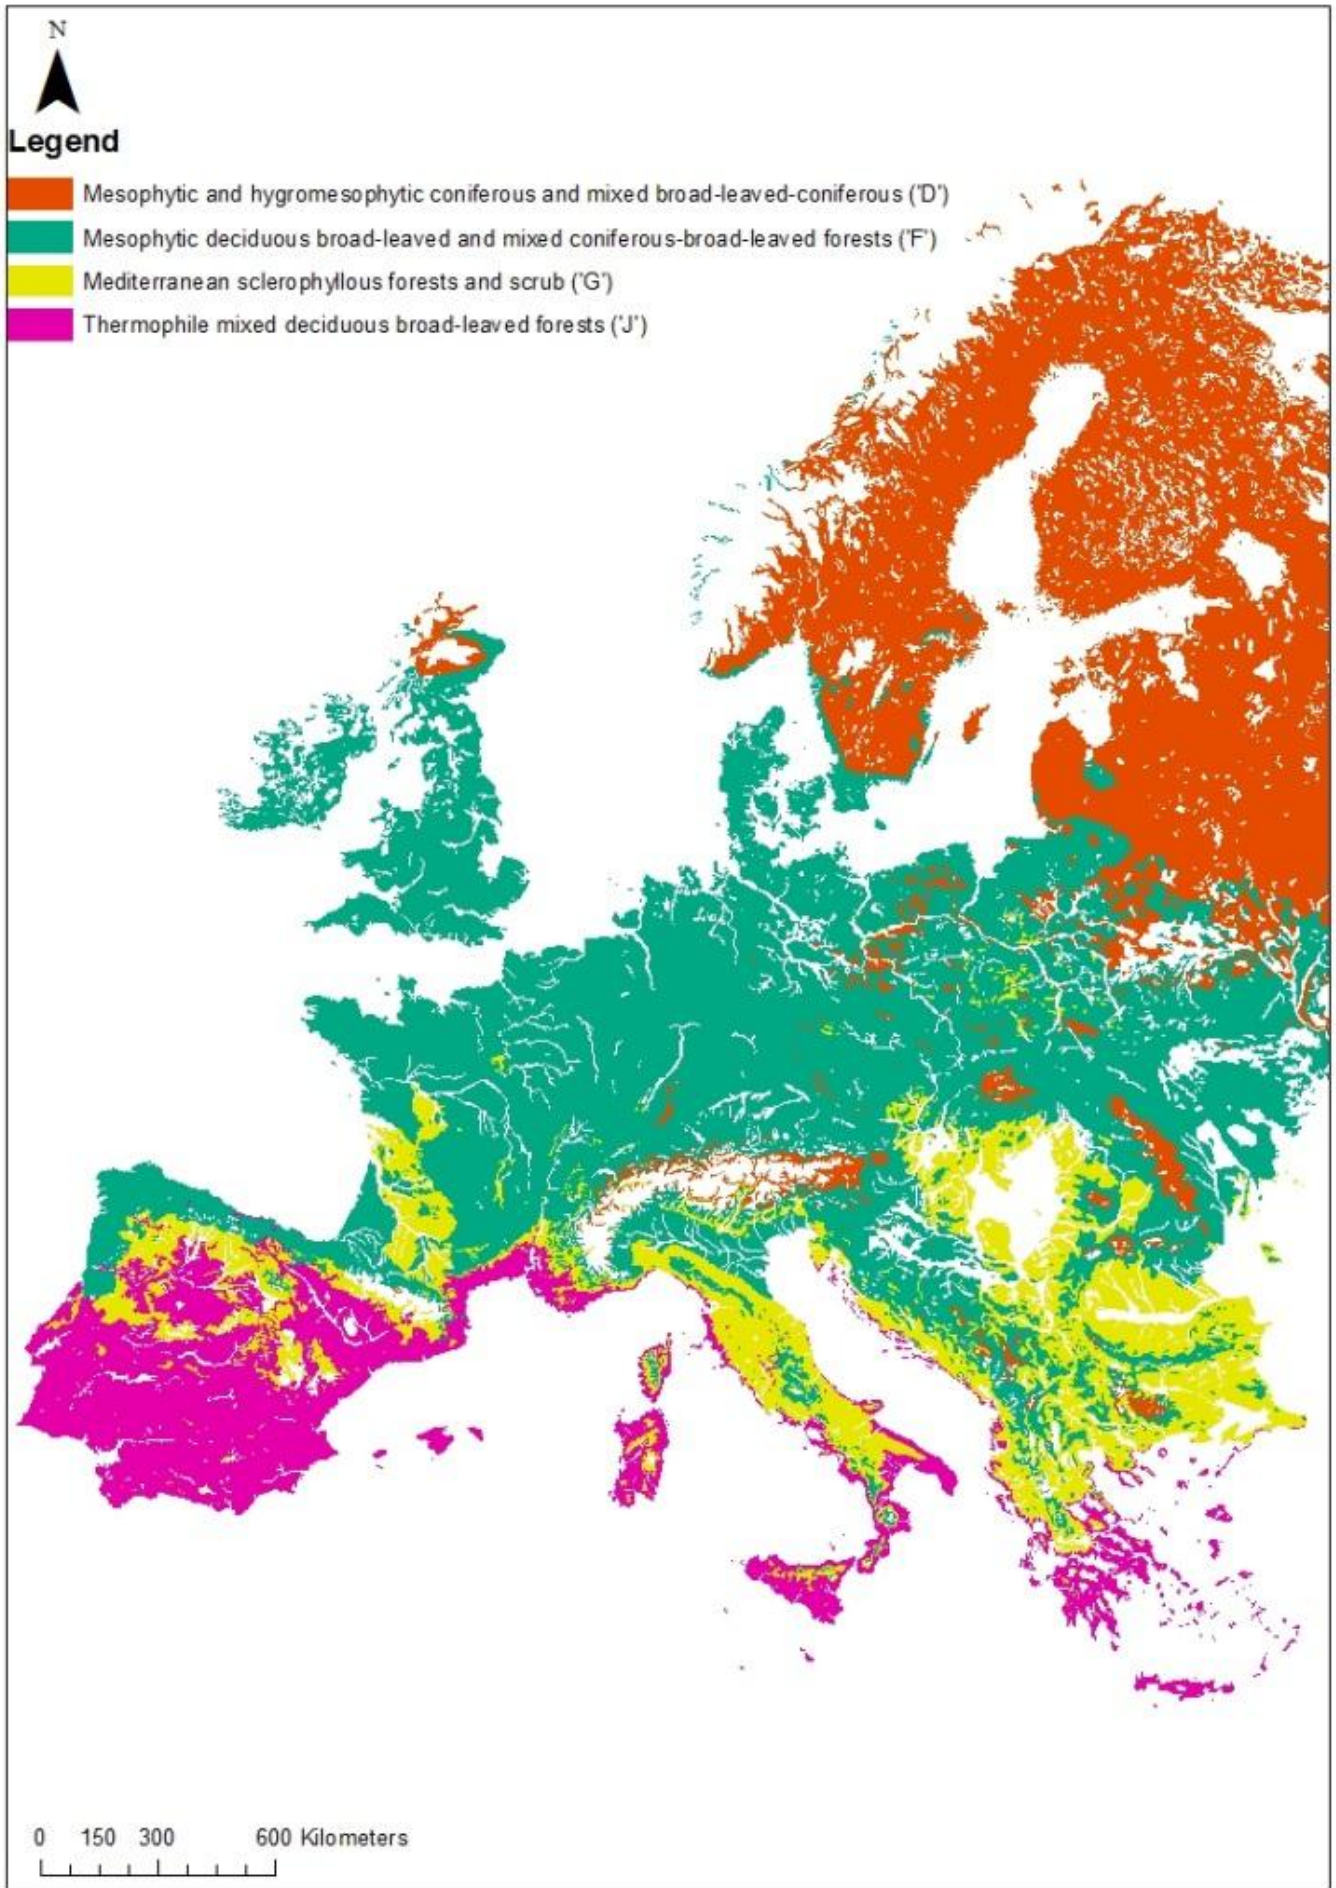 N
Legend
Mesophytic and hygromesophytic coniferous and mixed broad-leaved-coniferous ('D')
Mesophytic deciduous broad-leaved and mixed coniferous-broad-leaved forests ('F')
Mediterranean sclerophyllous forests and scrub ('G')
Thermophile mixed deciduous broad-leaved forests ('J')
0 150 300 600 Kilometers